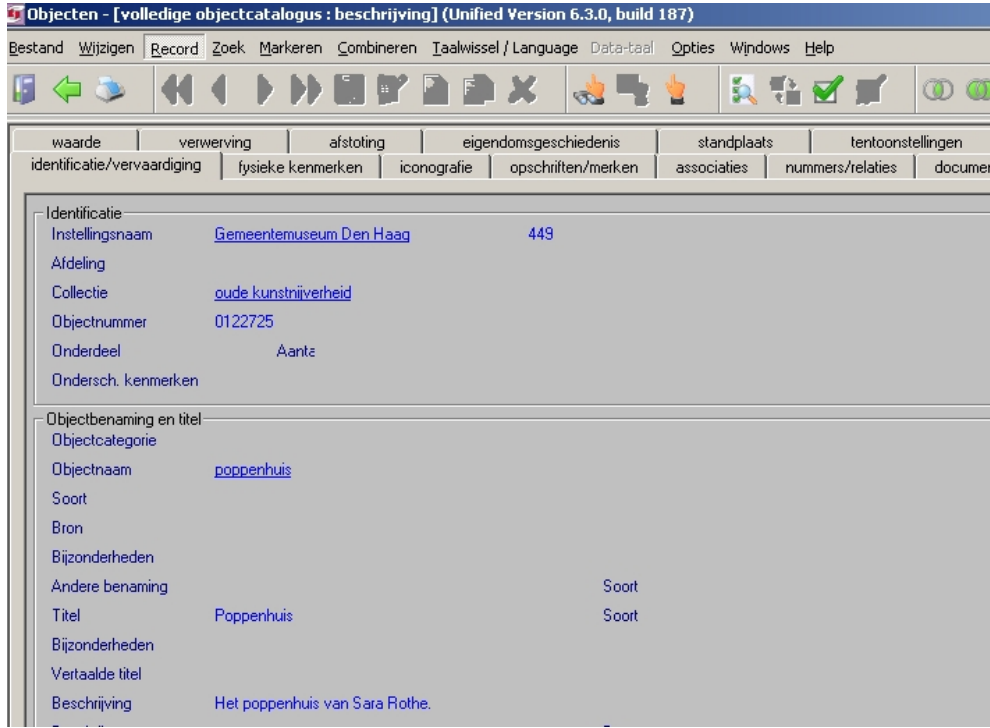 Objecten - [volledige objectcatalogus : beschrijving] (Unified Version 6.3.0, build 187)
Bestand Wijzigen Record Zoek Markeren Combineren Taalwissel / Language Data-taal Opties Windows Help
waarde verwerving afstoting eigendomsgeschiedenis standplaats tentoonstellingen
identificatie/vervaardiging fysieke kenmerken iconografie opschriften/merken associaties nummers/relaties documen
Identificatie
Instellingsnaam Gemeentemuseum Den Haag 449
Afdeling
Collectie oude kunstnijverheid
Objectnummer 0122725
Onderdeel Aanta
Ondersch. kenmerken
Objectbenaming en titel
Objectcategorie
Objectnaam poppenhuis
Soort
Bron
Bijzonderheden
Andere benaming Soort
Titel Poppenhuis Soort
Bijzonderheden
Vertaalde titel
Beschrijving Het poppenhuis van Sara Rothe.